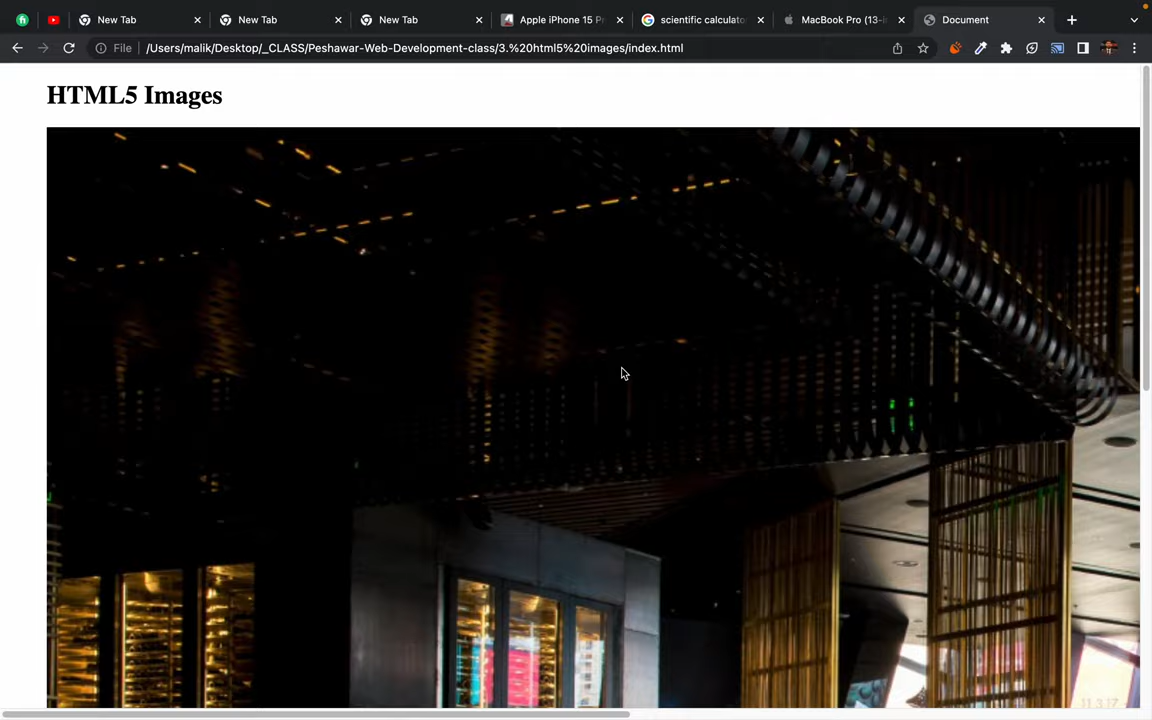 New Tab
New Tab
New Tab
Apple iPhone 15 Pr
scientific calculator
MacBook Pro (13-i
Document
File
/Users/malik/Desktop/_CLASS/Peshawar-Web-Development-class/3.%20html5%20images/index.html
HTML5 Images